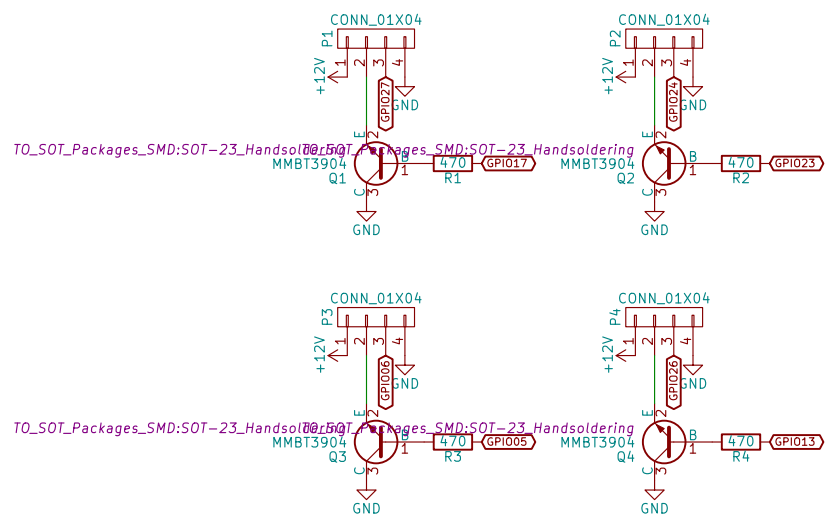 CONN_01X04 CONN_01X04
P1 P2
+12V 1 2 3 4 +12V 1 2 3 4
GPIO27 GND GPIO24 GND
E 2 E 2
TO_SOT_Packages_SMD:SOT-23_Handsoldering TO_SOT_Packages_SMD:SOT-23_Handsoldering
MMBT3904 B 470 GPIO17 MMBT3904 B 470 GPIO23
Q1 1 R1 Q2 1 R2
C 3 C 3
GND GND
CONN_01X04 CONN_01X04
P3 P4
+12V 1 2 3 4 +12V 1 2 3 4
GPIO06 GND GPIO26 GND
E 2 E 2
TO_SOT_Packages_SMD:SOT-23_Handsoldering TO_SOT_Packages_SMD:SOT-23_Handsoldering
MMBT3904 B 470 GPIO05 MMBT3904 B 470 GPIO13
Q3 1 R3 Q4 1 R4
C 3 C 3
GND GND